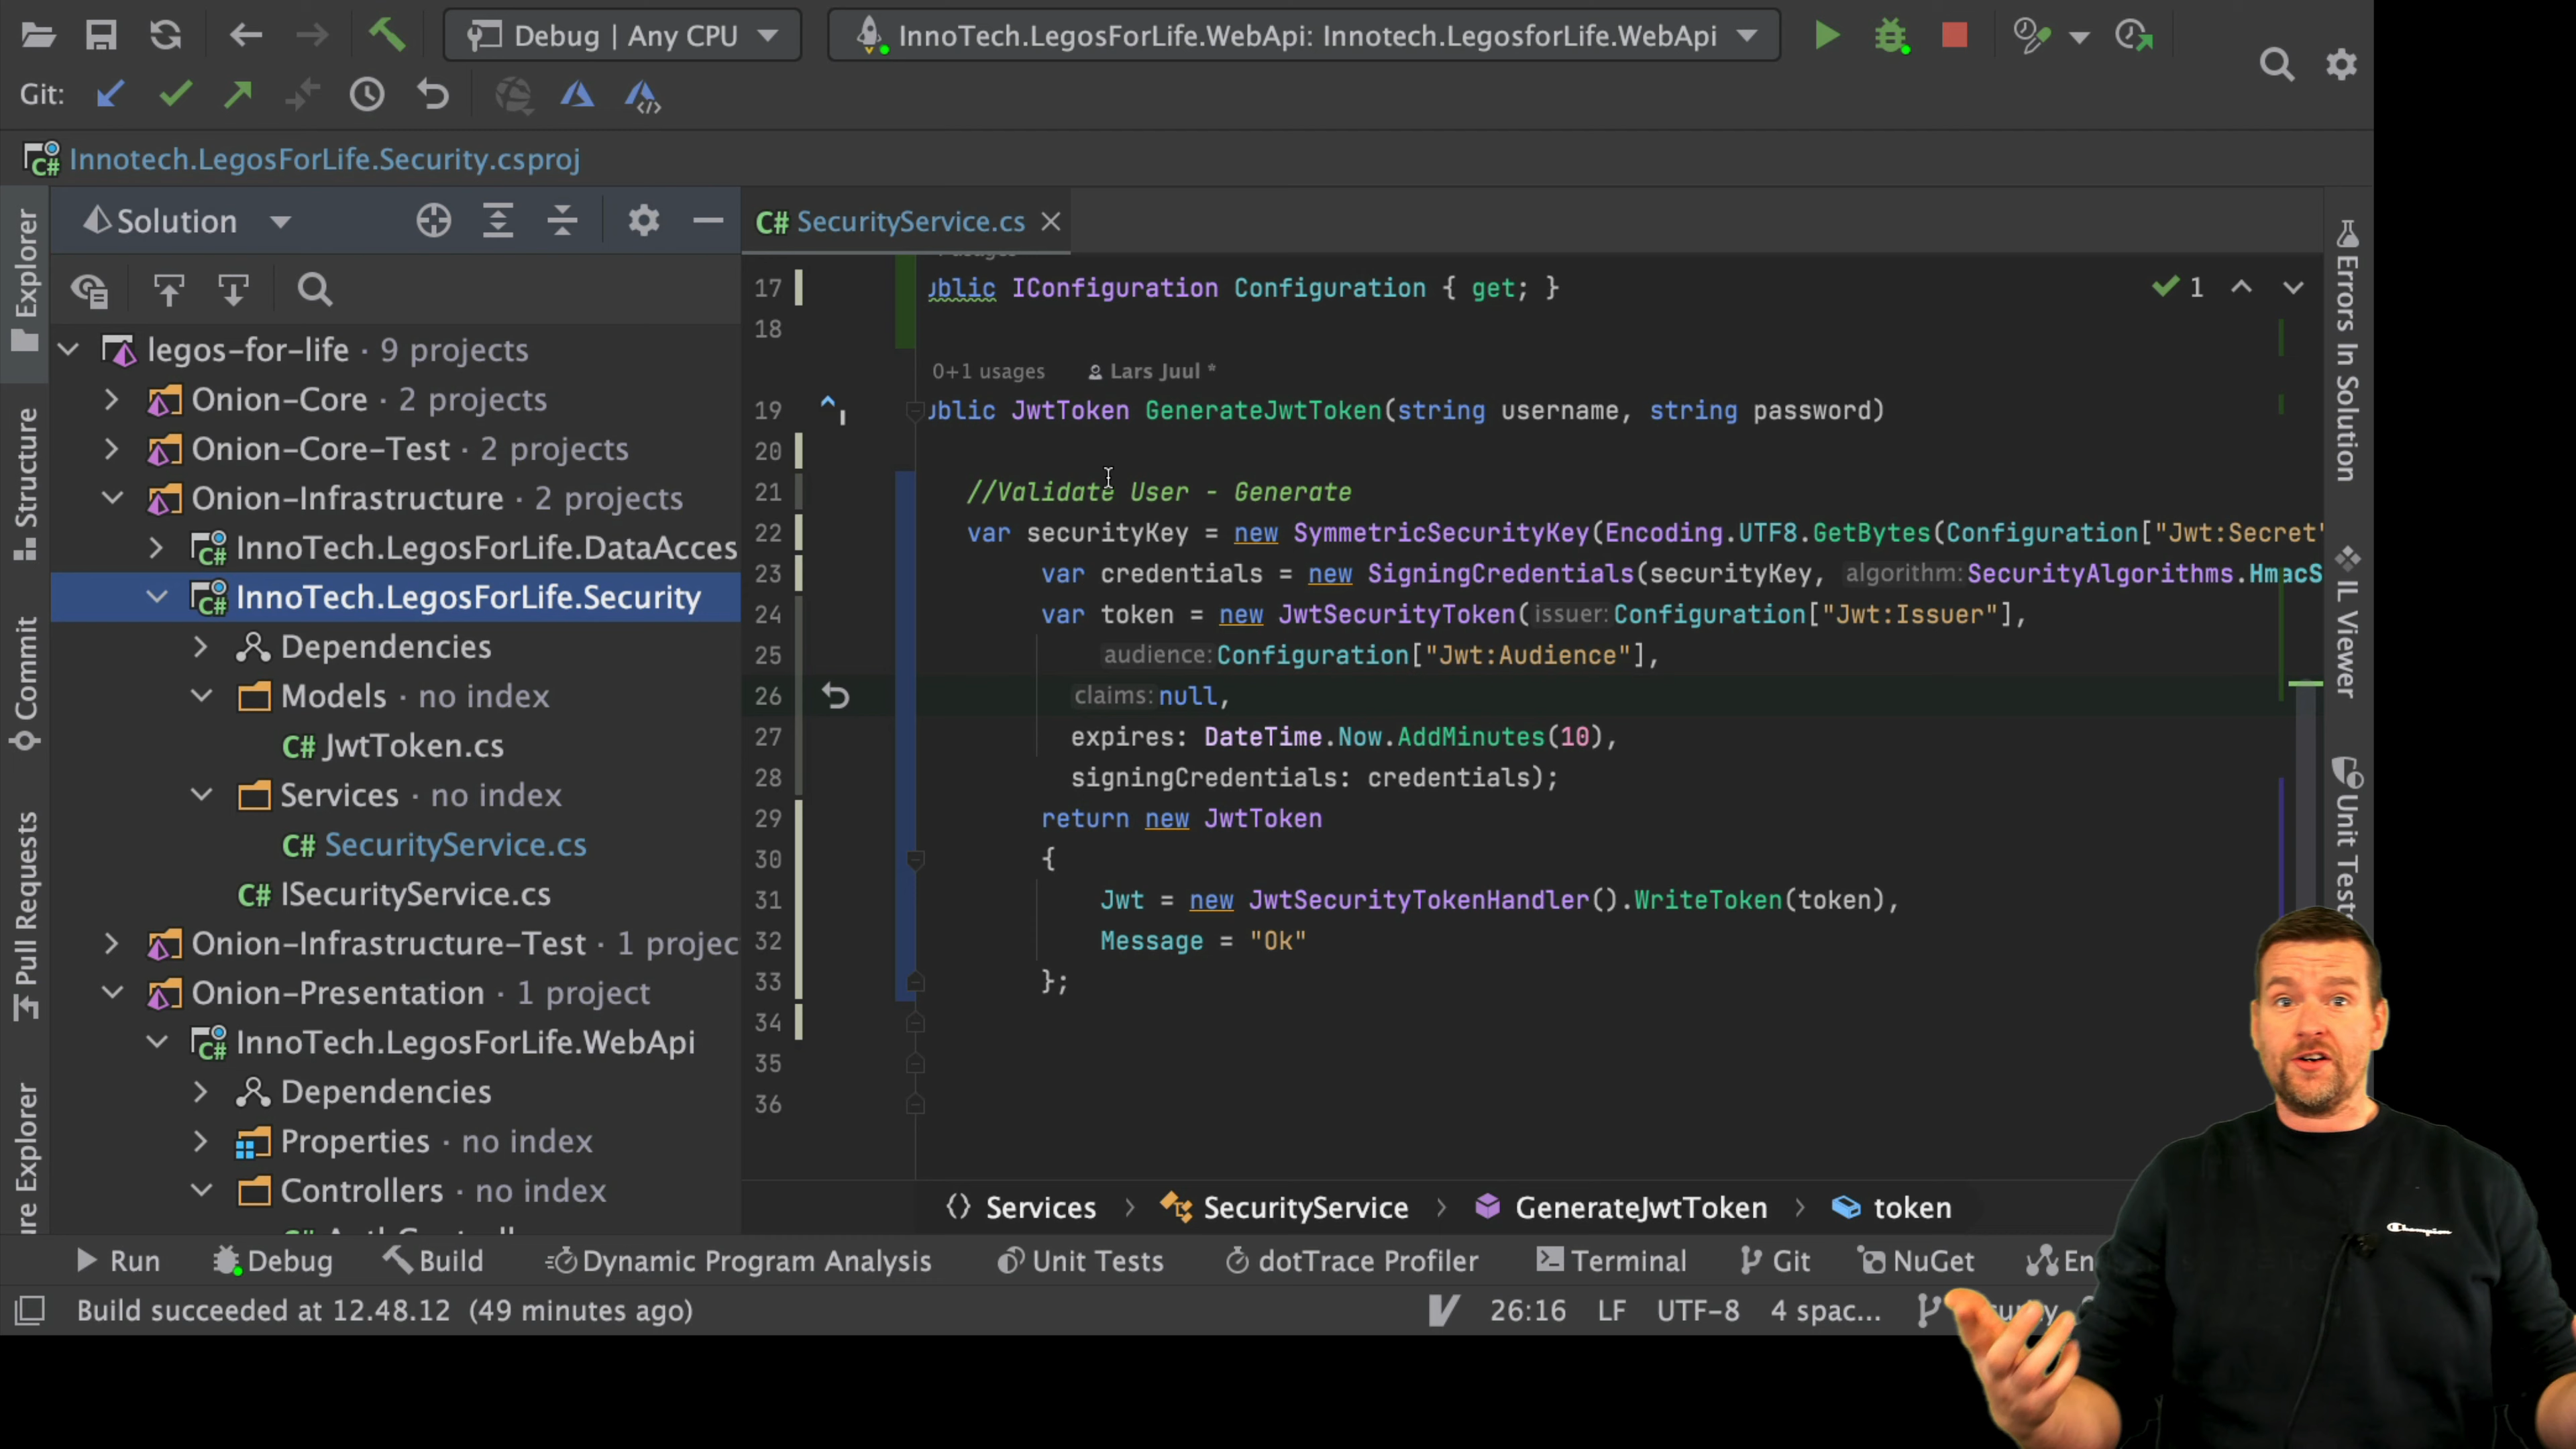 Debug | Any CPU
InnoTech.LegosForLife.WebApi: Innotech.LegosforLife.WebApi
Git:
Innotech.LegosForLife.Security.csproj
Explorer
Structure
Commit
Pull Requests
ure Explorer
Solution
legos-for-life · 9 projects
Onion-Core · 2 projects
Onion-Core-Test · 2 projects
Onion-Infrastructure · 2 projects
InnoTech.LegosForLife.DataAcces
InnoTech.LegosForLife.Security
Dependencies
Models · no index
C# JwtToken.cs
Services · no index
C# SecurityService.cs
C# ISecurityService.cs
Onion-Infrastructure-Test · 1 projec
Onion-Presentation · 1 project
InnoTech.LegosForLife.WebApi
Dependencies
Properties · no index
Controllers · no index
C# SecurityService.cs
17 ublic IConfiguration Configuration { get; }
18
0+1 usages Lars Juul *
19 ublic JwtToken GenerateJwtToken(string username, string password)
20
21 //Validate User - Generate
22 var securityKey = new SymmetricSecurityKey(Encoding.UTF8.GetBytes(Configuration["Jwt:Secret"
23 var credentials = new SigningCredentials(securityKey, algorithm: SecurityAlgorithms.HmacS
24 var token = new JwtSecurityToken(issuer: Configuration["Jwt:Issuer"],
25 audience: Configuration["Jwt:Audience"],
26 claims: null,
27 expires: DateTime.Now.AddMinutes(10),
28 signingCredentials: credentials);
29 return new JwtToken
30 {
31 Jwt = new JwtSecurityTokenHandler().WriteToken(token),
32 Message = "Ok"
33 };
34
35
36
1
Errors In Solution
IL Viewer
Unit Test
Services > SecurityService > GenerateJwtToken > token
Champion
Run Debug Build Dynamic Program Analysis Unit Tests dotTrace Profiler Terminal Git NuGet En
Build succeeded at 12.48.12 (49 minutes ago)
26:16 LF UTF-8 4 spac...